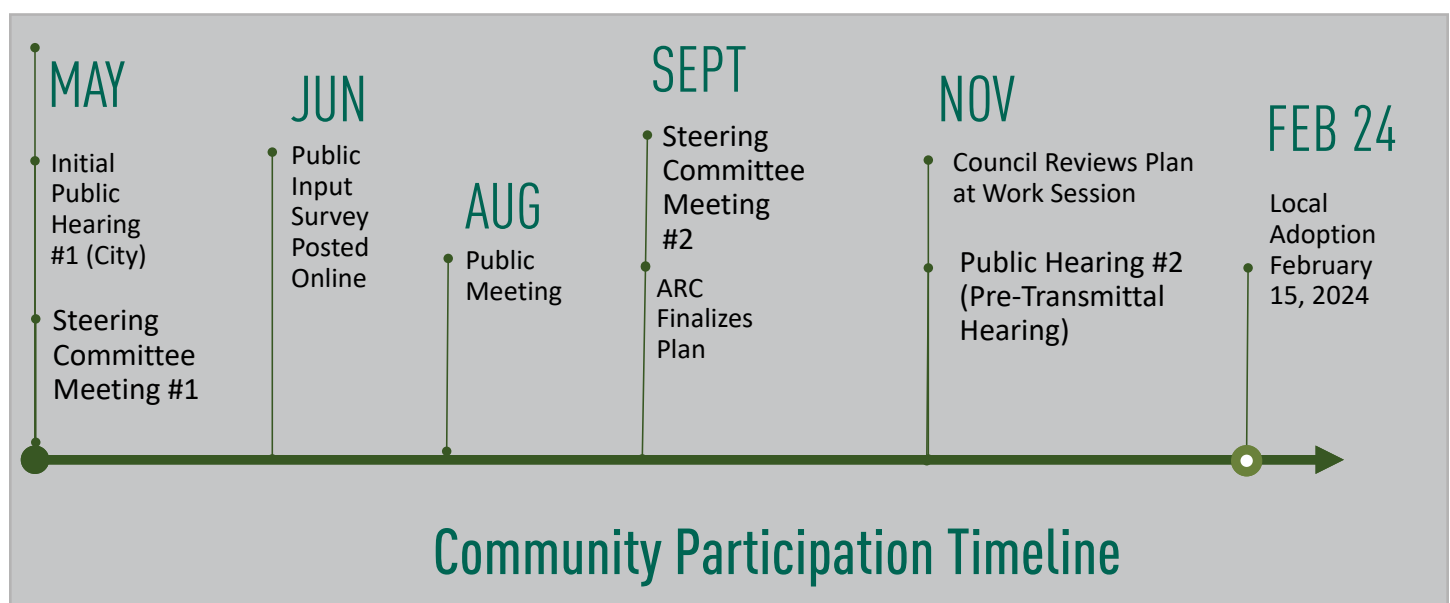 MAY
Initial
Public
Hearing
#1 (City)
Steering
Committee
Meeting #1
JUN
Public
Input
Survey
Posted
Online
AUG
Public
Meeting
SEPT
Steering
Committee
Meeting
#2
ARC
Finalizes
Plan
NOV
Council Reviews Plan
at Work Session
Public Hearing #2
(Pre-Transmittal
Hearing)
FEB 24
Local
Adoption
February
15, 2024
Community Participation Timeline